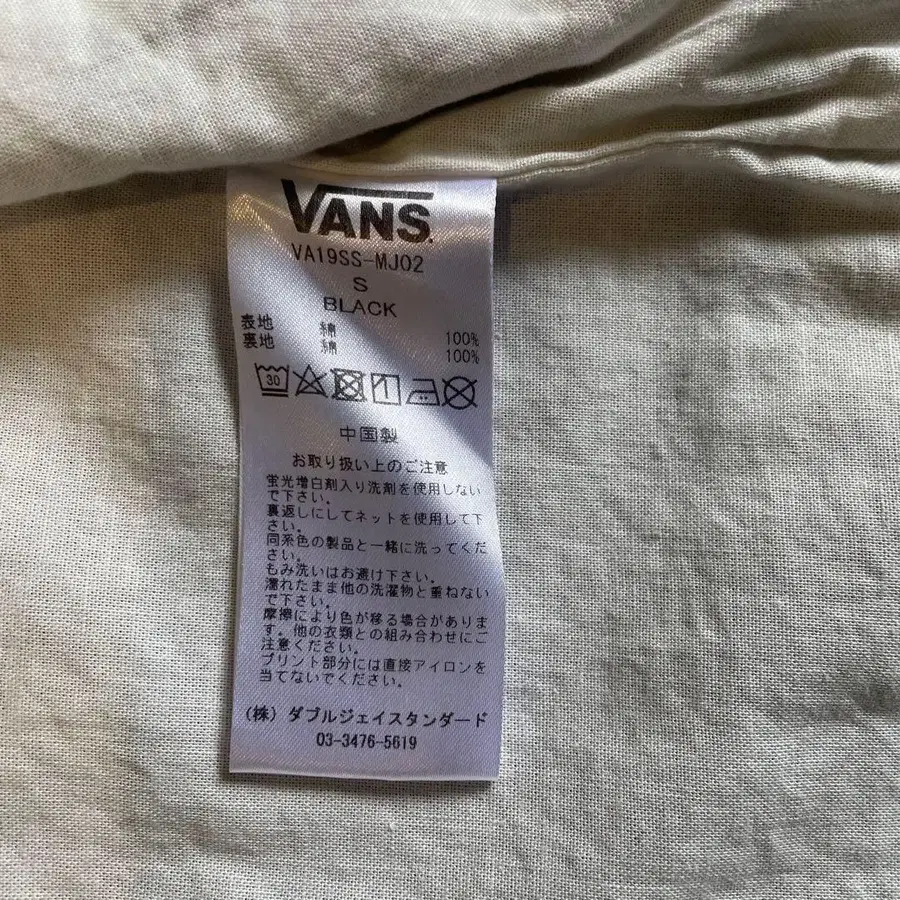 VANS
VA19SS-MJ02
S
BLACK
表地 綿 100%
裏地 綿 100%
30
中国製
お取り扱い上のご注意
蛍光増白剤入り洗剤を使用しない
で下さい。
裏返しにしてネットを使用して下
さい。
同系色の製品と一緒に洗ってくだ
さい。
もみ洗いはお避け下さい。
濡れたまま他の洗濯物と重ねない
で下さい。
摩擦により色が移る場合がありま
す。他の衣類との組み合わせにご
注意ください。
プリント部分には直接アイロンを
当てないでください。
(株)ダブルジェイスタンダード
03-3476-5619